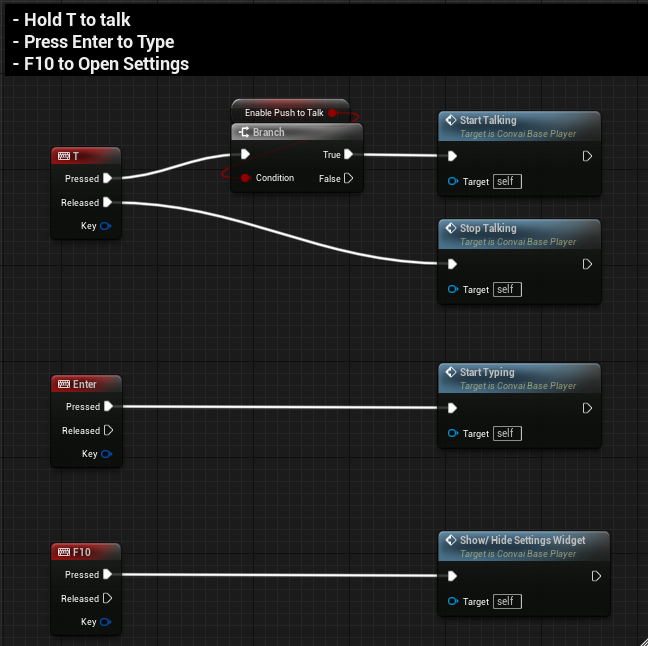 - Hold T to talk
- Press Enter to Type
- F10 to Open Settings
Enable Push to Talk
Branch
True
Condition
False
Start Talking
Target is Convai Base Player
Target self
T
Pressed
Released
Key
Stop Talking
Target is Convai Base Player
Target self
Enter
Pressed
Released
Key
Start Typing
Target is Convai Base Player
Target self
F10
Pressed
Released
Key
Show/ Hide Settings Widget
Target is Convai Base Player
Target self